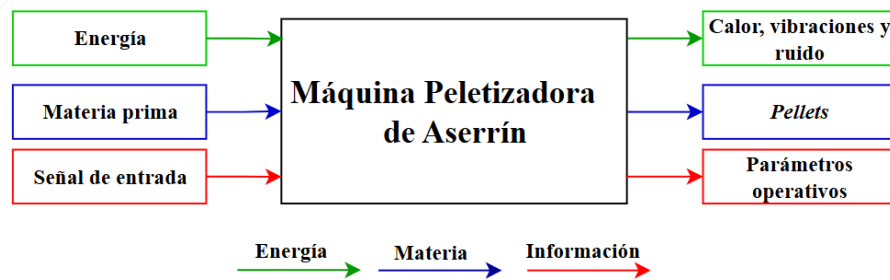 Energía
Materia prima
Señal de entrada
Máquina Peletizadora
de Aserrín
Calor, vibraciones y
ruido
Pellets
Parámetros
operativos
Energía
Materia
Información